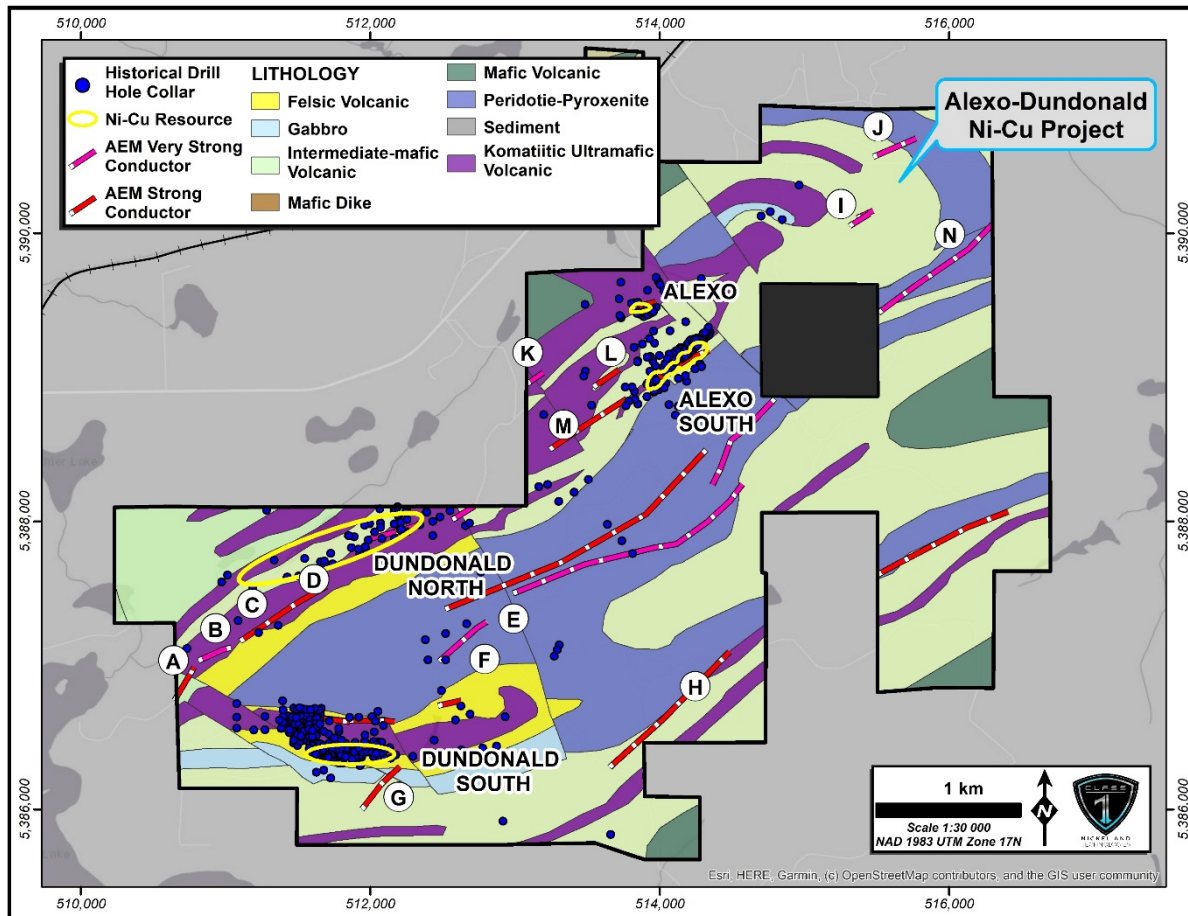 510,000
512,000
514,000
516,000
Historical Drill
Hole Collar
Ni-Cu Resource
AEM Very Strong
Conductor
AEM Strong
Conductor
LITHOLOGY
Felsic Volcanic
Gabbro
Intermediate-mafic
Volcanic
Mafic Dike
Mafic Volcanic
Peridotie-Pyroxenite
Sediment
Komatiitic Ultramafic
Volcanic
Alexo-Dundonald
Ni-Cu Project
J
I
N
5,390,000
5,390,000
ALEXO
K
L
ALEXO
SOUTH
M
5,388,000
5,388,000
DUNDONALD
NORTH
D
C
B
A
E
F
H
DUNDONALD
SOUTH
G
5,386,000
5,386,000
1 km
Scale 1:30 000
NAD 1983 UTM Zone 17N
N
CLASS
1
NICKEL AND
Esri, HERE, Garmin, (c) OpenStreetMap contributors, and the GIS user community
510,000
512,000
514,000
516,000